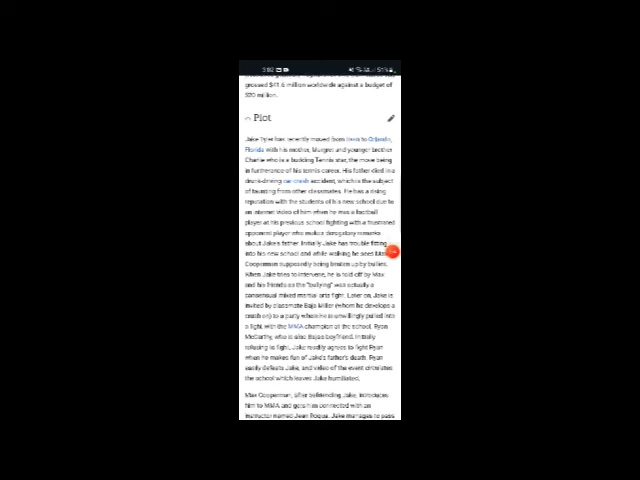 grossed $41.6 million worldwide against a budget of
$20 million.
Plot
Jake Tyler has recently moved from Iowa to Orlando,
Florida with his mother, Margret and younger brother
Charlie who is a budding Tennis star, the move being
in furtherance of his tennis career. His father died in a
drunk-driving car crash accident, which is the subject
of taunting from other classmates. He has a rising
reputation with the students of his new school due to
an internet video of him when he was a football
player at his previous school fighting with a frustrated
opponent player who makes derogatory remarks
about Jake's father. Initially Jake has trouble fitting
into his new school and while walking he sees Max
Cooperman supposedly being beaten up by bullies.
When Jake tries to intervene, he is held off by Max
and his friends as the "bullying" was actually a
consensual mixed martial arts fight. Later on, Jake is
invited by classmate Baja Miller (whom he develops a
crush on) to a party where he is unwillingly pulled into
a fight with the MMA champion at the school, Ryan
McCarthy, who is also Bajas boyfriend. Initially
refusing to fight, Jake readily agrees to fight Ryan
when he makes fun of Jake's father's death. Ryan
easily defeats Jake, and video of the event circulates
the school which leaves Jake humiliated.
Max Cooperman, after befriending Jake, introduces
him to MMA and gets him connected with an
instructor named Jean Roqua. Jake manages to pass